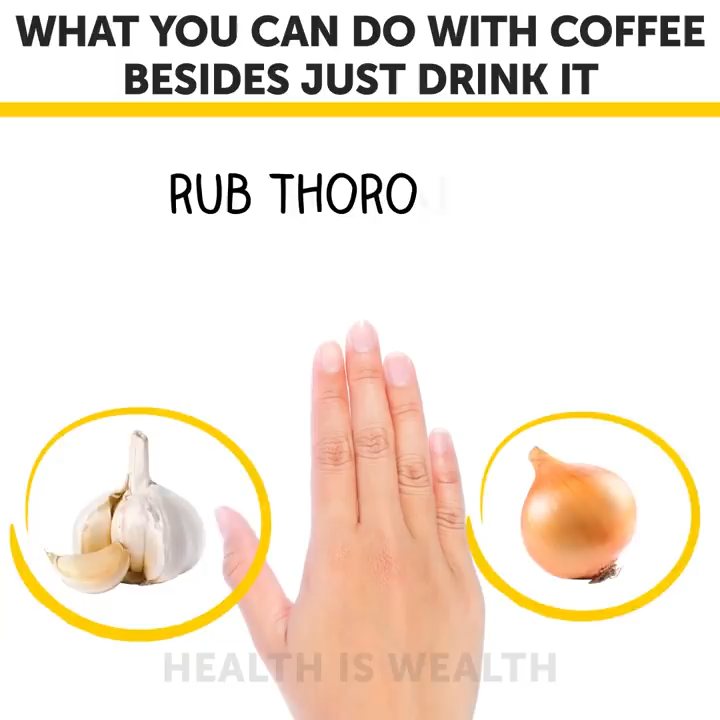 WHAT YOU CAN DO WITH COFFEE
BESIDES JUST DRINK IT
RUB THORO
HEALTH IS WEALTH